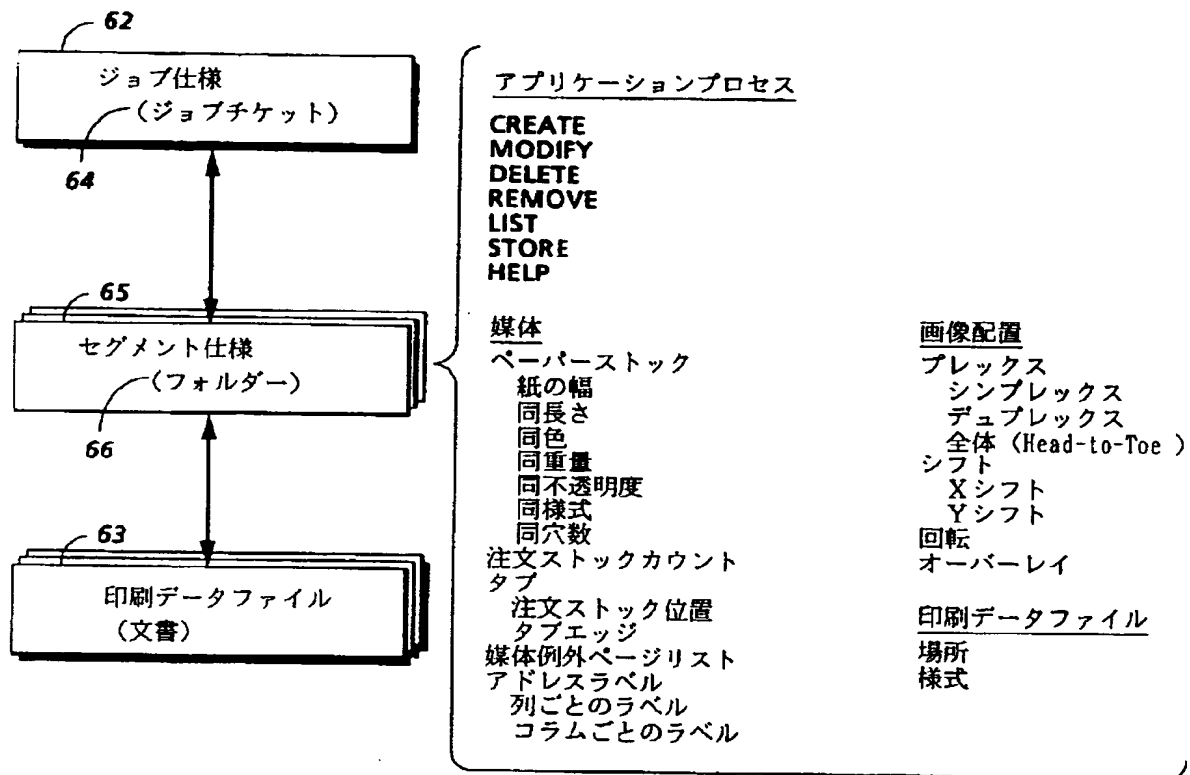 62
ジョブ仕様
(ジョブチケット)
64
65
セグメント仕様
(フォルダー)
66
63
印刷データファイル
(文書)
アプリケーションプロセス
CREATE
MODIFY
DELETE
REMOVE
LIST
STORE
HELP
媒体
ペーパーストック
紙の幅
同長さ
同色
同重量
同不透明度
同様式
同穴数
注文ストックカウント
タブ
注文ストック位置
タブエッジ
媒体例外ページリスト
アドレスラベル
列ごとのラベル
コラムごとのラベル
画像配置
プレックス
シンプレックス
デュプレックス
全体 (Head-to-Toe )
シフト
Xシフト
Yシフト
回転
オーバーレイ
印刷データファイル
場所
様式